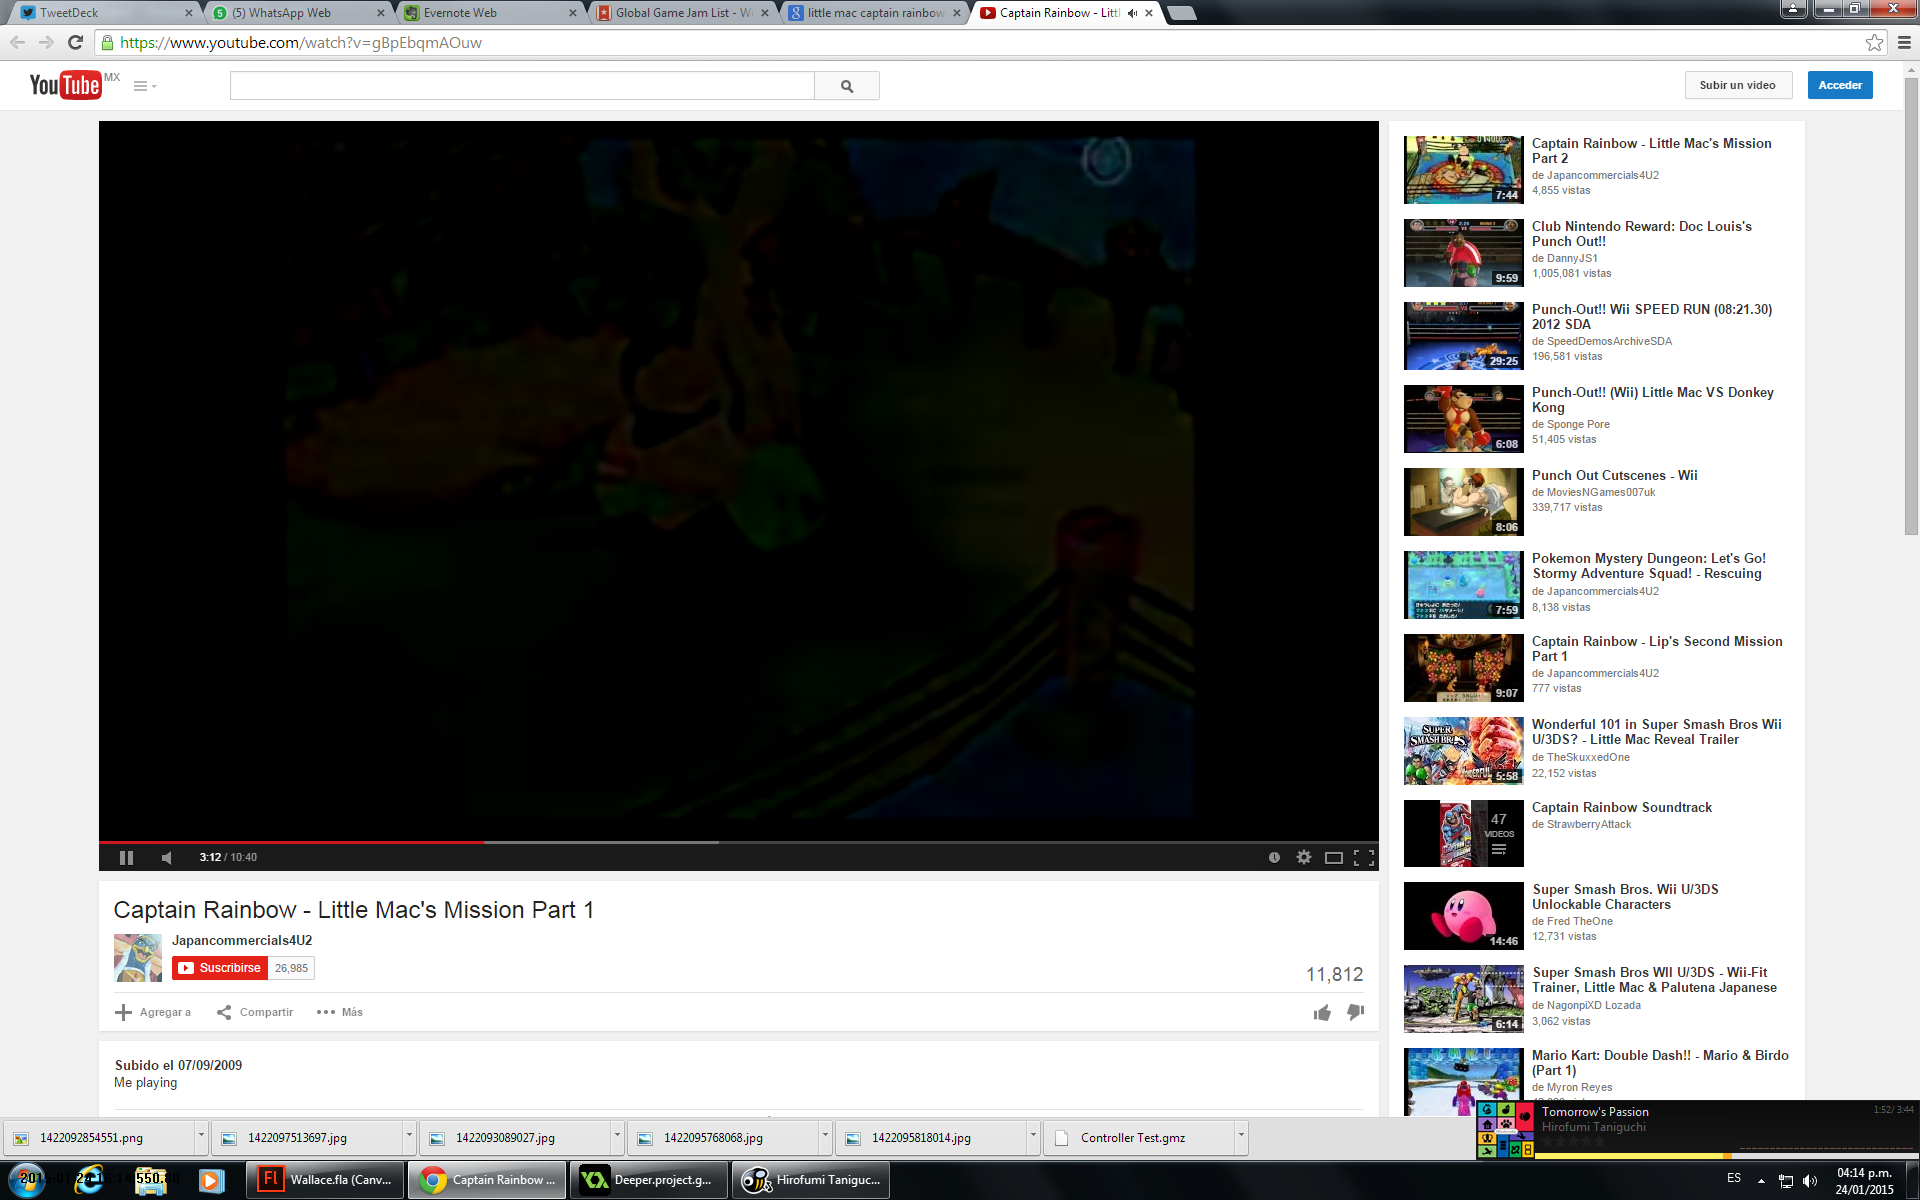 TweetDeck
(5) WhatsApp Web
Evernote Web
Global Game Jam List - W
little mac captain rainbow
Captain Rainbow - Littl
https://www.youtube.com/watch?v=gBpEbqmAOuw
YouTube MX
Subir un video
Acceder
3:12 / 10:40
Captain Rainbow - Little Mac's Mission Part 1
Japancommercials4U2
Suscribirse 26,985
11,812
Agregar a
Compartir
Más
Subido el 07/09/2009
Me playing
7:44
Captain Rainbow - Little Mac's Mission
Part 2
de Japancommercials4U2
4,855 vistas
9:59
Club Nintendo Reward: Doc Louis's
Punch Out!!
de DannyJS1
1,005,081 vistas
29:25
Punch-Out!! Wii SPEED RUN (08:21.30)
2012 SDA
de SpeedDemosArchiveSDA
196,581 vistas
6:08
Punch-Out!! (Wii) Little Mac VS Donkey
Kong
de Sponge Pore
51,405 vistas
8:06
Punch Out Cutscenes - Wii
de MoviesNGames007uk
339,717 vistas
7:59
Pokemon Mystery Dungeon: Let's Go!
Stormy Adventure Squad! - Rescuing
de Japancommercials4U2
8,138 vistas
9:07
Captain Rainbow - Lip's Second Mission
Part 1
de Japancommercials4U2
777 vistas
SUPER
SMASH BROS.
5:58
Wonderful 101 in Super Smash Bros Wii
U/3DS? - Little Mac Reveal Trailer
de TheSkuxxedOne
22,152 vistas
47
VIDEOS
Captain Rainbow Soundtrack
de StrawberryAttack
14:46
Super Smash Bros. Wii U/3DS
Unlockable Characters
de Fred TheOne
12,731 vistas
6:14
Super Smash Bros WII U/3DS - Wii-Fit
Trainer, Little Mac & Palutena Japanese
de NagonpiXD Lozada
3,062 vistas
Mario Kart: Double Dash!! - Mario & Birdo
(Part 1)
de Myron Reyes
Tomorrow's Passion
Hirofumi Taniguchi
1:52/ 3:44
1422092854551.png
1422097513697.jpg
1422093089027.jpg
1422095768068.jpg
1422095818014.jpg
Controller Test.gmz
Wallace.fla (Canv...
Captain Rainbow ...
Deeper.project.g...
Hirofumi Taniguc...
ES
04:14 p.m.
24/01/2015